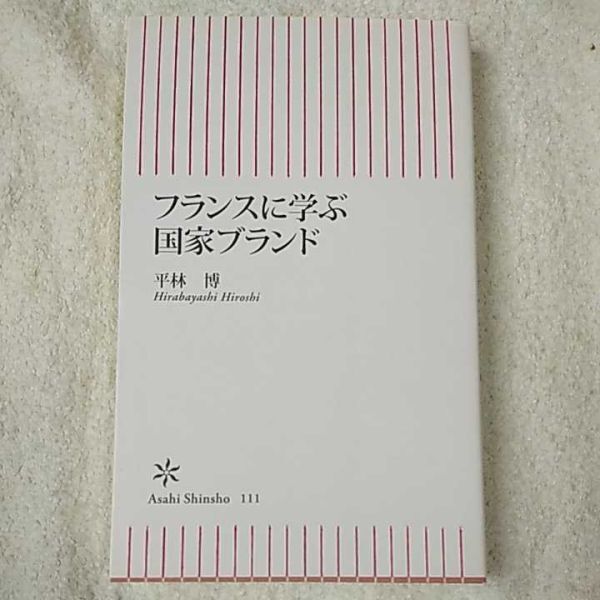 フランスに学ぶ
国家ブランド
平林 博
Hirabayashi Hiroshi
Asahi Shinsho 111